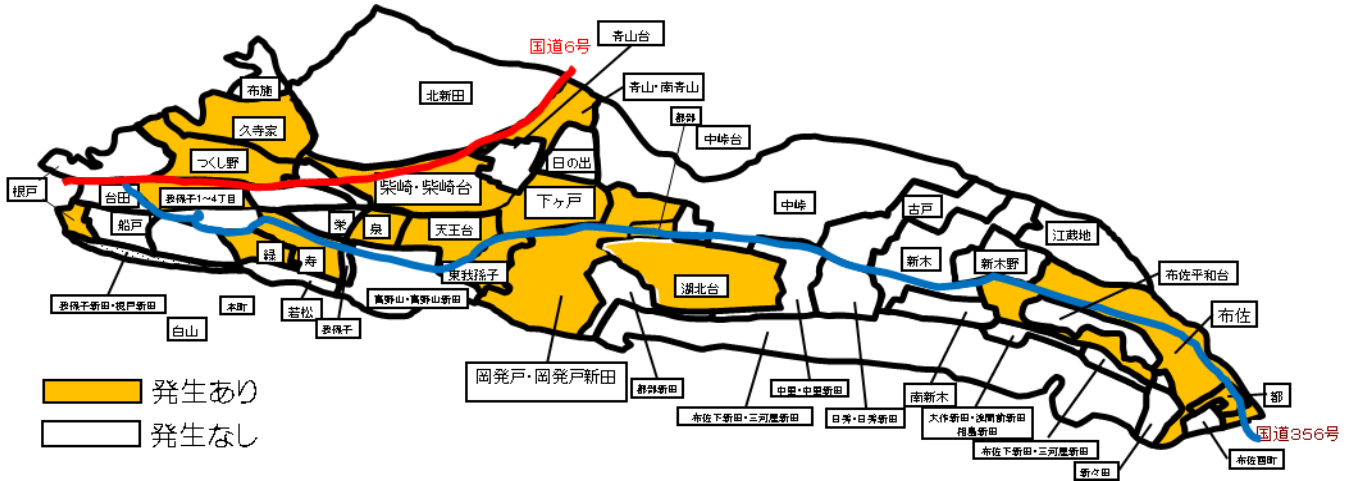 国道6号
青山台
青山・南青山
布施
北新田
都部
中峠台
久寺家
日の出
つくし野
根戸
台田
我孫子1～4丁目
柴崎・柴崎台
下ヶ戸
中峠
古戸
江蔵地
船戸
栄
泉
天王台
新木
新木野
布佐平和台
緑
寿
東我孫子
湖北台
布佐
我孫子新田・根戸新田
本町
若松
高野山・高野山新田
我孫子
白山
岡発戸・岡発戸新田
都部新田
中里・中里新田
日秀・日秀新田
南新木
都
発生あり
布佐下新田・三河屋新田
大作新田・浅間前新田
相島新田
発生なし
布佐下新田・三河屋新田
新々田
布佐酉町
国道356号